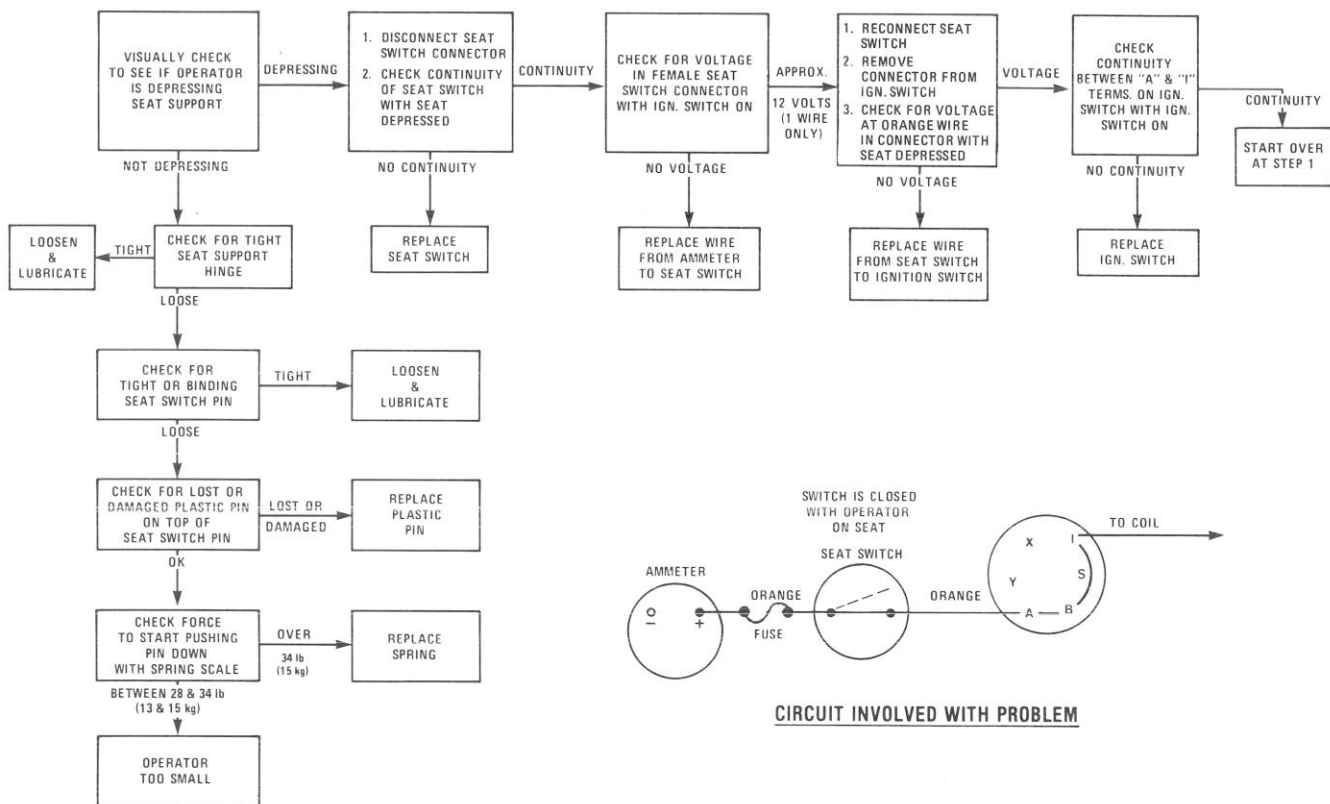 VISUALLY CHECK
TO SEE IF OPERATOR
IS DEPRESSING
SEAT SUPPORT
DEPRESSING
1. DISCONNECT SEAT
SWITCH CONNECTOR
2. CHECK CONTINUITY
OF SEAT SWITCH
WITH SEAT
DEPRESSED
CONTINUITY
CHECK FOR VOLTAGE
IN FEMALE SEAT
SWITCH CONNECTOR
WITH IGN. SWITCH ON
APPROX.
12 VOLTS
(1 WIRE
ONLY)
1. RECONNECT SEAT
SWITCH
2. REMOVE
CONNECTOR FROM
IGN. SWITCH
3. CHECK FOR VOLTAGE
AT ORANGE WIRE
IN CONNECTOR WITH
SEAT DEPRESSED
VOLTAGE
CHECK
CONTINUITY
BETWEEN "A" & "I"
TERMS. ON IGN.
SWITCH WITH IGN.
SWITCH ON
CONTINUITY
START OVER
AT STEP 1
NOT DEPRESSING
NO CONTINUITY
NO VOLTAGE
NO VOLTAGE
NO CONTINUITY
LOOSEN
&
LUBRICATE
TIGHT
CHECK FOR TIGHT
SEAT SUPPORT
HINGE
REPLACE
SEAT SWITCH
REPLACE WIRE
FROM AMMETER
TO SEAT SWITCH
REPLACE WIRE
FROM SEAT SWITCH
TO IGNITION SWITCH
REPLACE
IGN. SWITCH
LOOSE
CHECK FOR
TIGHT OR BINDING
SEAT SWITCH PIN
TIGHT
LOOSEN
&
LUBRICATE
LOOSE
CHECK FOR LOST OR
DAMAGED PLASTIC PIN
ON TOP OF
SEAT SWITCH PIN
LOST OR
DAMAGED
REPLACE
PLASTIC
PIN
OK
CHECK FORCE
TO START PUSHING
PIN DOWN
WITH SPRING SCALE
OVER
34 lb
(15 kg)
REPLACE
SPRING
BETWEEN 28 & 34 lb
(13 & 15 kg)
OPERATOR
TOO SMALL
SWITCH IS CLOSED
WITH OPERATOR
ON SEAT
SEAT SWITCH
AMMETER
- +
ORANGE
FUSE
ORANGE
X I
Y S
A B
TO COIL
CIRCUIT INVOLVED WITH PROBLEM